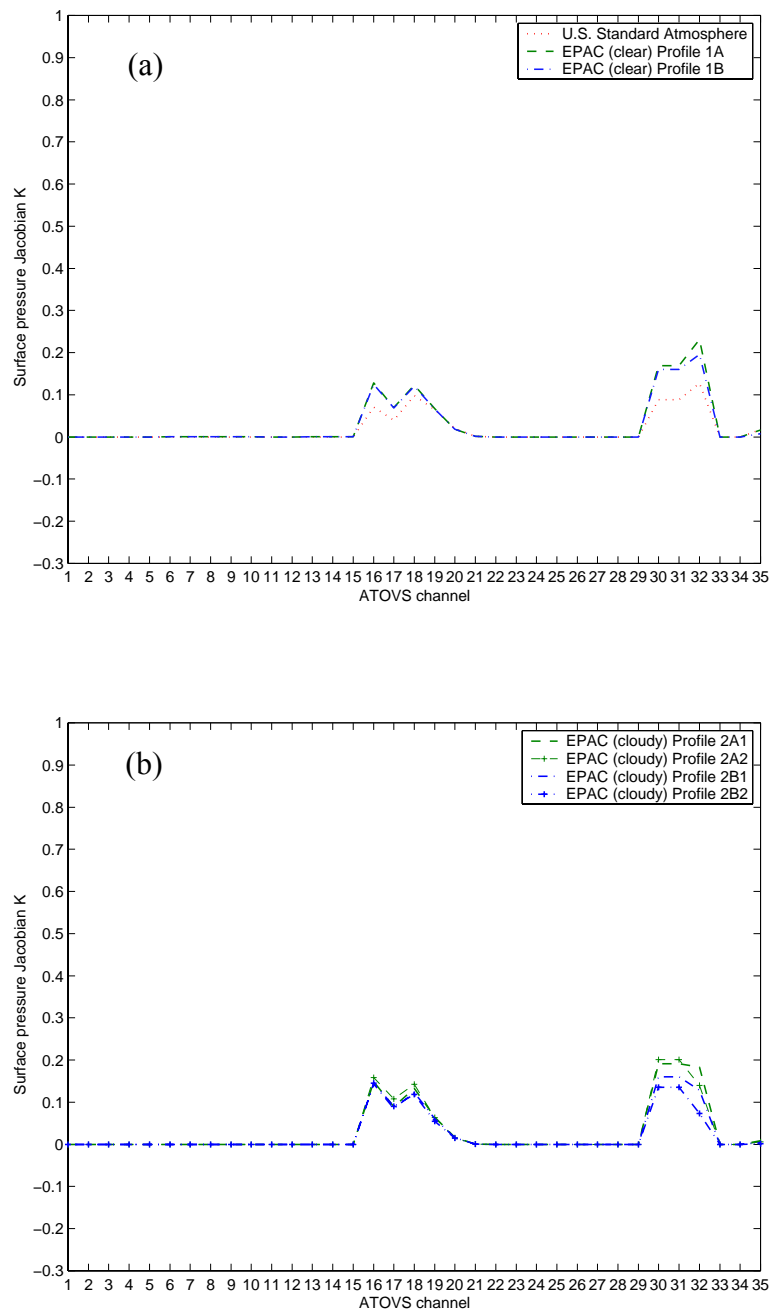 (a)
U.S. Standard Atmosphere
EPAC (clear) Profile 1A
EPAC (clear) Profile 1B
1
0.9
0.8
0.7
0.6
0.5
0.4
0.3
0.2
0.1
0
−0.1
−0.2
−0.3
Surface pressure Jacobian K
1 2 3 4 5 6 7 8 9 10 11 12 13 14 15 16 17 18 19 20 21 22 23 24 25 26 27 28 29 30 31 32 33 34 35
ATOVS channel
(b)
EPAC (cloudy) Profile 2A1
EPAC (cloudy) Profile 2A2
EPAC (cloudy) Profile 2B1
EPAC (cloudy) Profile 2B2
1
0.9
0.8
0.7
0.6
0.5
0.4
0.3
0.2
0.1
0
−0.1
−0.2
−0.3
Surface pressure Jacobian K
1 2 3 4 5 6 7 8 9 10 11 12 13 14 15 16 17 18 19 20 21 22 23 24 25 26 27 28 29 30 31 32 33 34 35
ATOVS channel